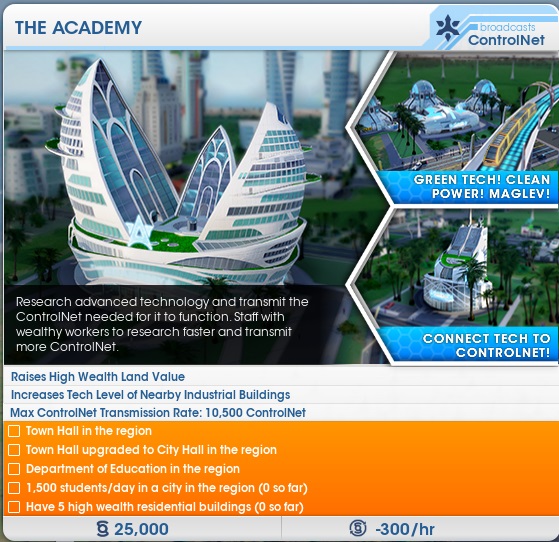 THE ACADEMY
broadcasts
ControlNet
GREEN TECH! CLEAN
POWER! MAGLEV!
Research advanced technology and transmit the
ControlNet needed for it to function. Staff with
wealthy workers to research faster and transmit
more ControlNet.
CONNECT TECH TO
CONTROLNET!
Raises High Wealth Land Value
Increases Tech Level of Nearby Industrial Buildings
Max ControlNet Transmission Rate: 10,500 ControlNet
Town Hall in the region
Town Hall upgraded to City Hall in the region
Department of Education in the region
1,500 students/day in a city in the region (0 so far)
Have 5 high wealth residential buildings (0 so far)
25,000
-300/hr